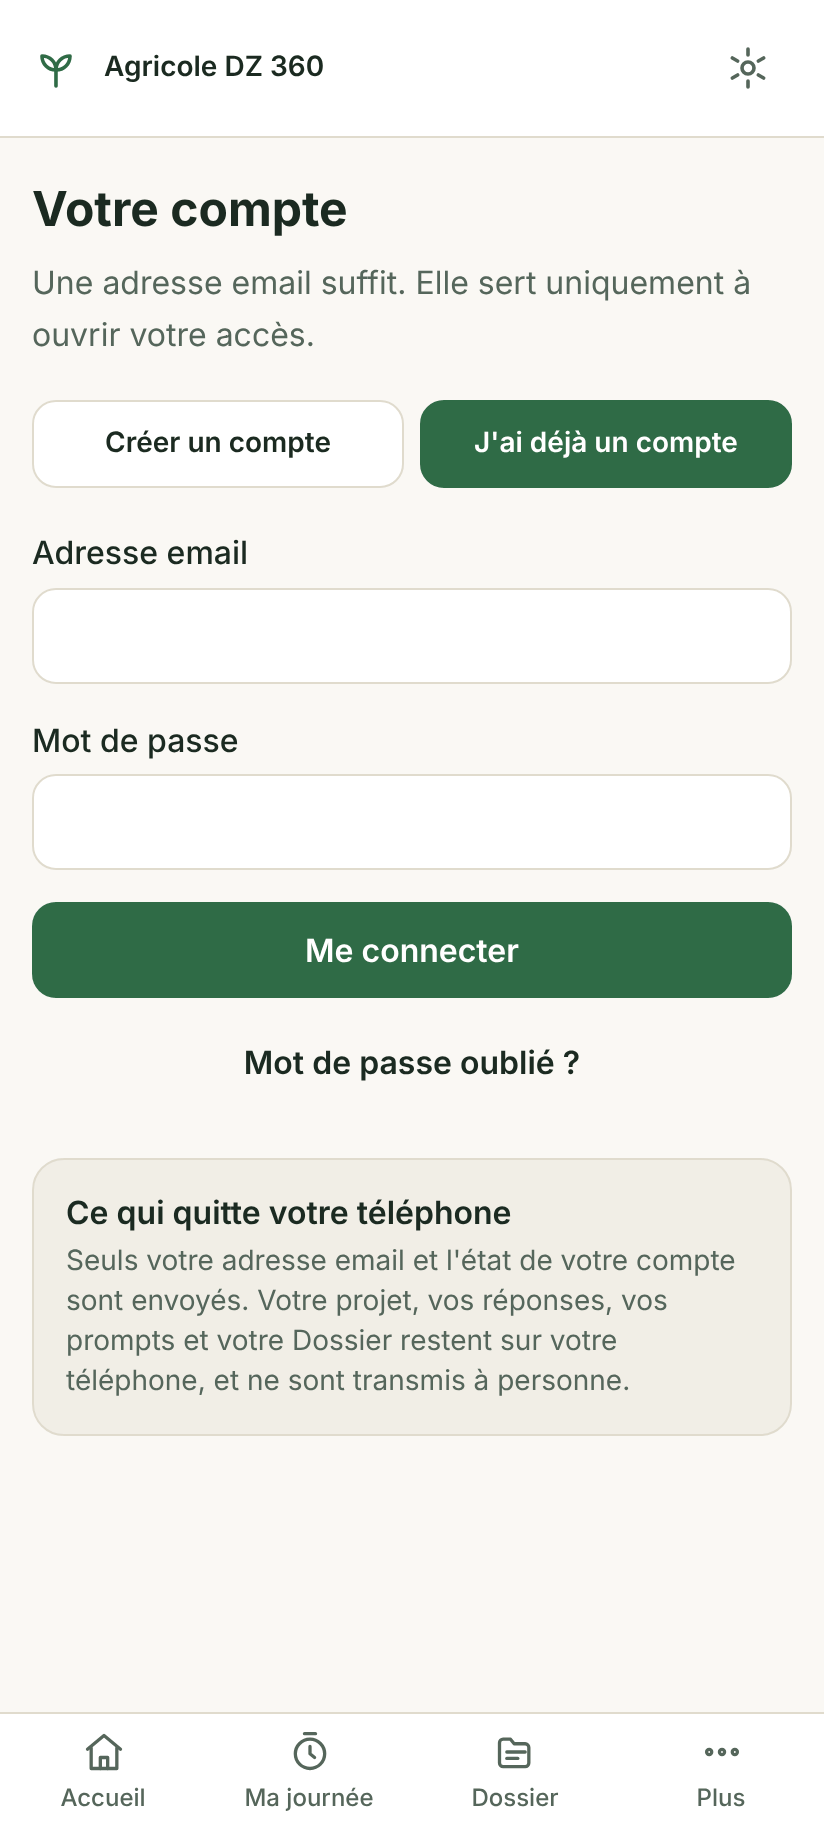 Agricole DZ 360
Votre compte
Une adresse email suffit. Elle sert uniquement à
ouvrir votre accès.
Créer un compte
J'ai déjà un compte
Adresse email
Mot de passe
Me connecter
Mot de passe oublié ?
Ce qui quitte votre téléphone
Seuls votre adresse email et l'état de votre compte
sont envoyés. Votre projet, vos réponses, vos
prompts et votre Dossier restent sur votre
téléphone, et ne sont transmis à personne.
Accueil
Ma journée
Dossier
Plus